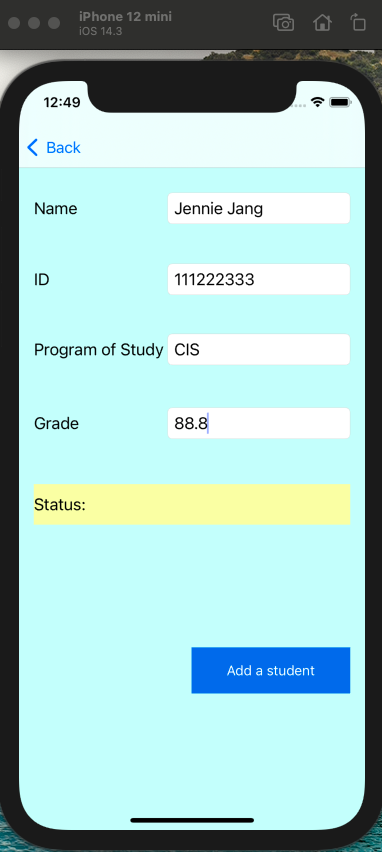 iPhone 12 mini
iOS 14.3
12:49
Back
Name Jennie Jang
ID 111222333
Program of Study CIS
Grade 88.8
Status:
Add a student